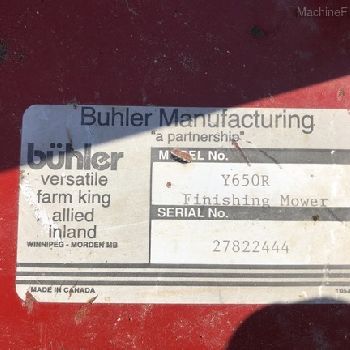 MachineF
Buhler Manufacturing
"a partnership"
bühler
versatile
farm king
allied
inland
WINNIPEG - MORDEN MB
MODEL No.
Y650R
Finishing Mower
SERIAL No.
27822444
MADE IN CANADA